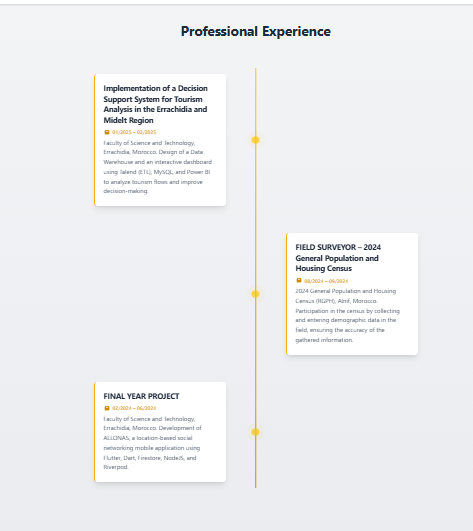 Professional Experience
Implementation of a Decision
Support System for Tourism
Analysis in the Errachidia and
Midelt Region
01/2025 – 02/2025
Faculty of Science and Technology,
Errachidia, Morocco. Design of a Data
Warehouse and an interactive dashboard
using Talend (ETL), MySQL, and Power BI
to analyze tourism flows and improve
decision-making.
FIELD SURVEYOR – 2024
General Population and
Housing Census
08/2024 – 09/2024
2024 General Population and Housing
Census (RGPH), Alnif, Morocco.
Participation in the census by collecting
and entering demographic data in the
field, ensuring the accuracy of the
gathered information.
FINAL YEAR PROJECT
02/2024 – 06/2024
Faculty of Science and Technology,
Errachidia, Morocco. Development of
ALLONAS, a location-based social
networking mobile application using
Flutter, Dart, Firestore, NodeJS, and
Riverpod.